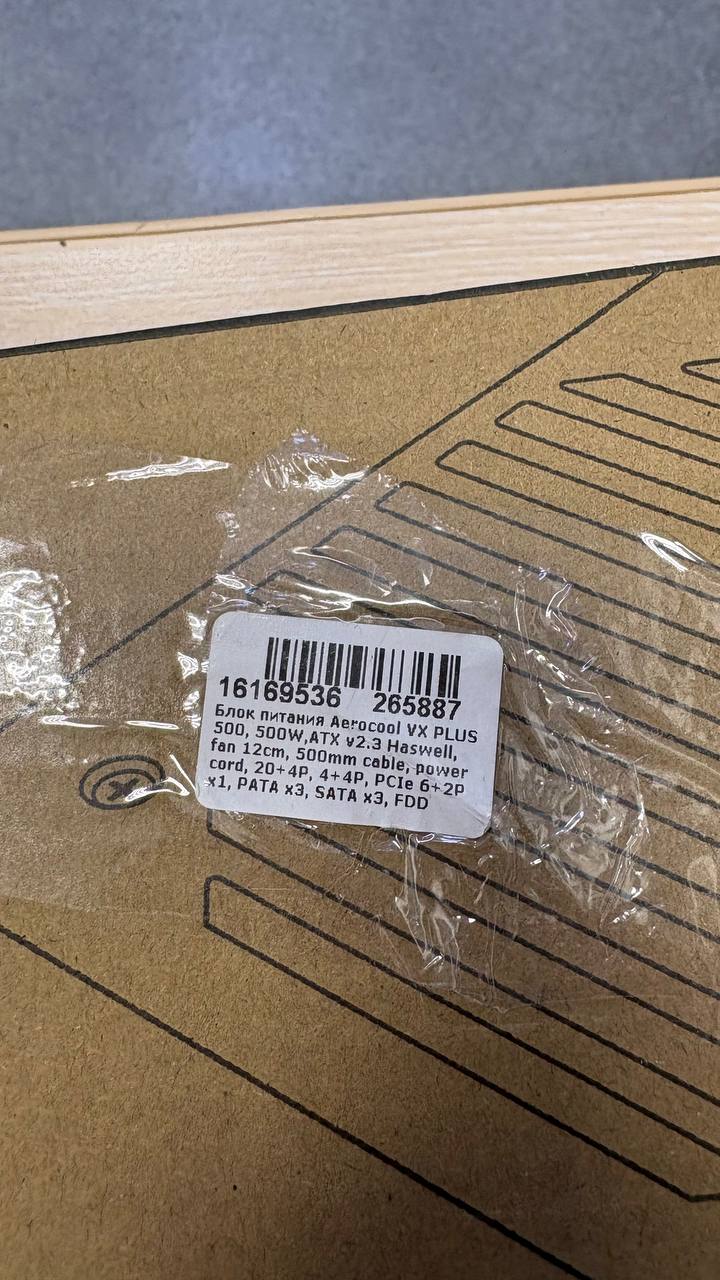 16169536 265887
Блок питания Aerocool VX PLUS
500, 500W,ATX v2.3 Haswell,
fan 12cm, 500mm cable, power
cord, 20+4P, 4+4P, PCIe 6+2P
x1, PATA x3, SATA x3, FDD